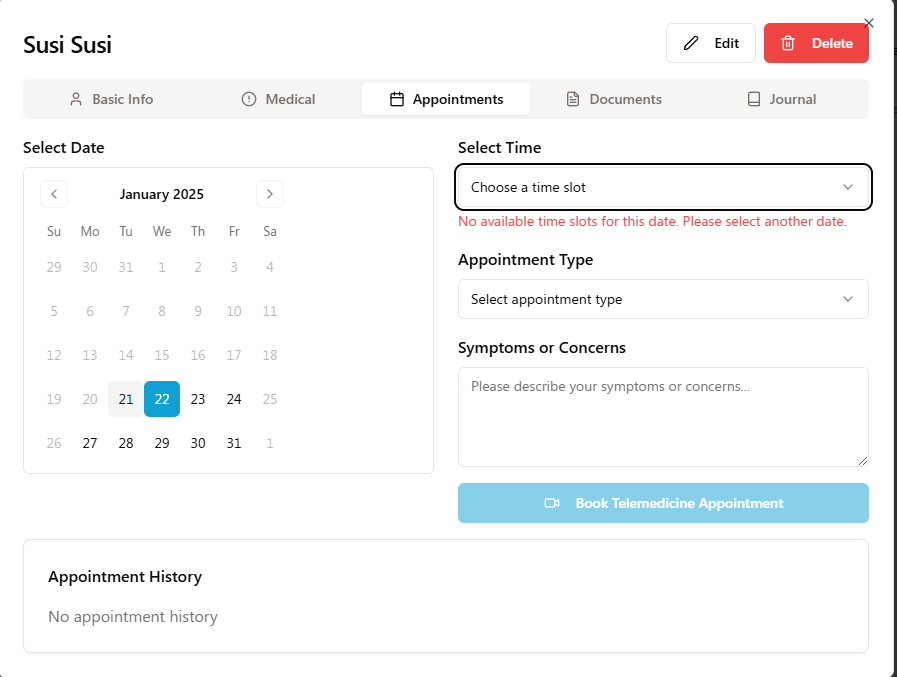 Susi Susi
Edit
Delete
Basic Info
Medical
Appointments
Documents
Journal
Select Date
January 2025
Su Mo Tu We Th Fr Sa
29 30 31 1 2 3 4
5 6 7 8 9 10 11
12 13 14 15 16 17 18
19 20 21 22 23 24 25
26 27 28 29 30 31 1
Select Time
Choose a time slot
No available time slots for this date. Please select another date.
Appointment Type
Select appointment type
Symptoms or Concerns
Please describe your symptoms or concerns...
Book Telemedicine Appointment
Appointment History
No appointment history